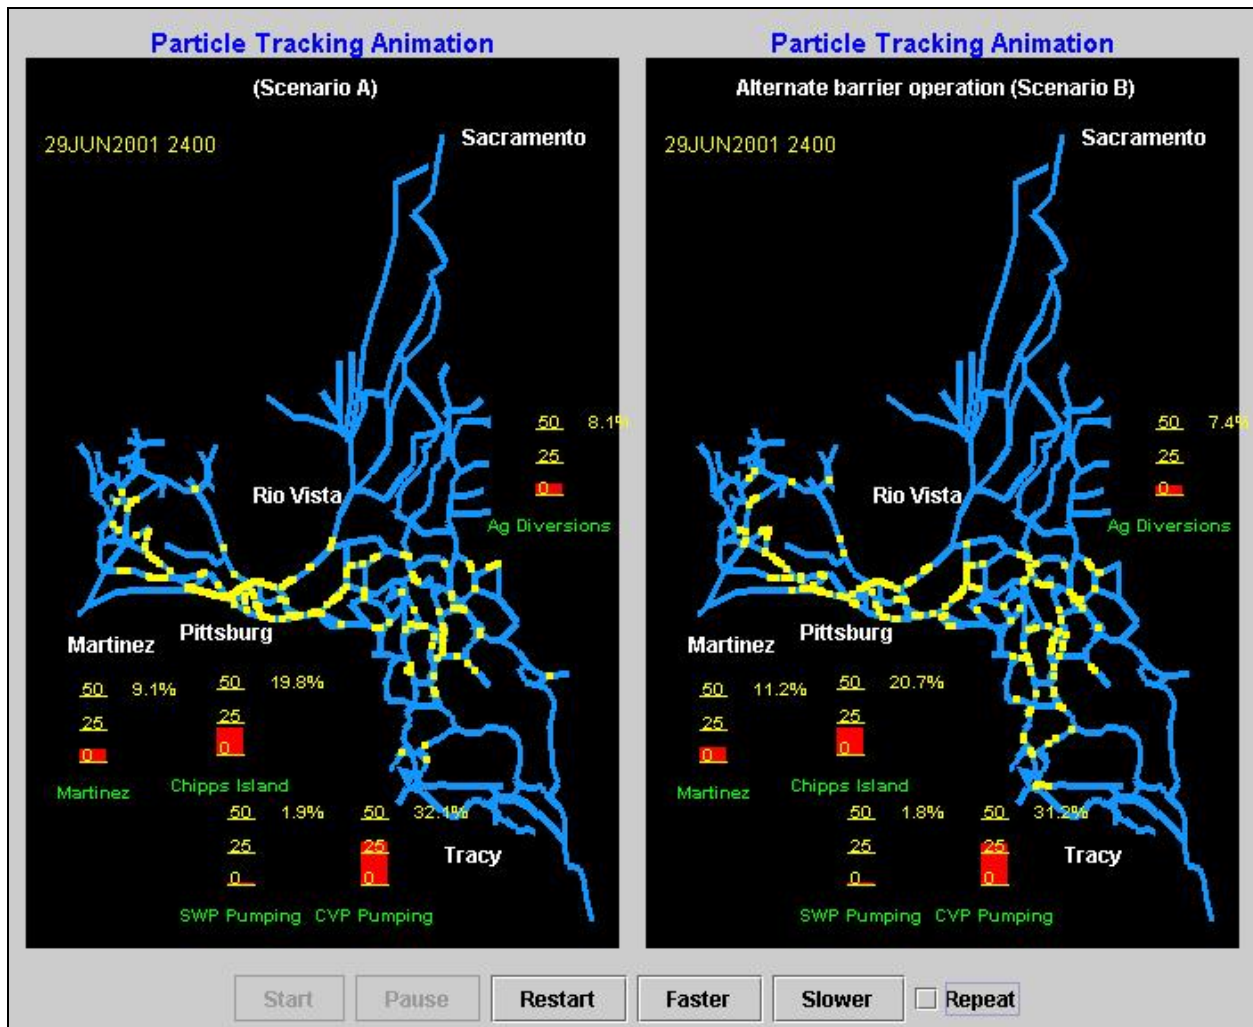 Particle Tracking Animation
(Scenario A)
29JUN2001 2400
Sacramento
50 8.1%
25
0
Rio Vista
Ag Diversions
Pittsburg
Martinez
50 19.8%
50 9.1%
25
25
0
0
Chipps Island
Martinez
50 1.9% 50 32.1%
25 25
Tracy
0 0
SWP Pumping CVP Pumping
Particle Tracking Animation
Alternate barrier operation (Scenario B)
29JUN2001 2400
Sacramento
50 7.4%
25
0
Rio Vista
Ag Diversions
Pittsburg
Martinez
50 20.7%
50 11.2%
25
25
0
0
Chipps Island
Martinez
50 1.8% 50 31.2%
25 25
Tracy
0 0
SWP Pumping CVP Pumping
Start Pause Restart Faster Slower Repeat